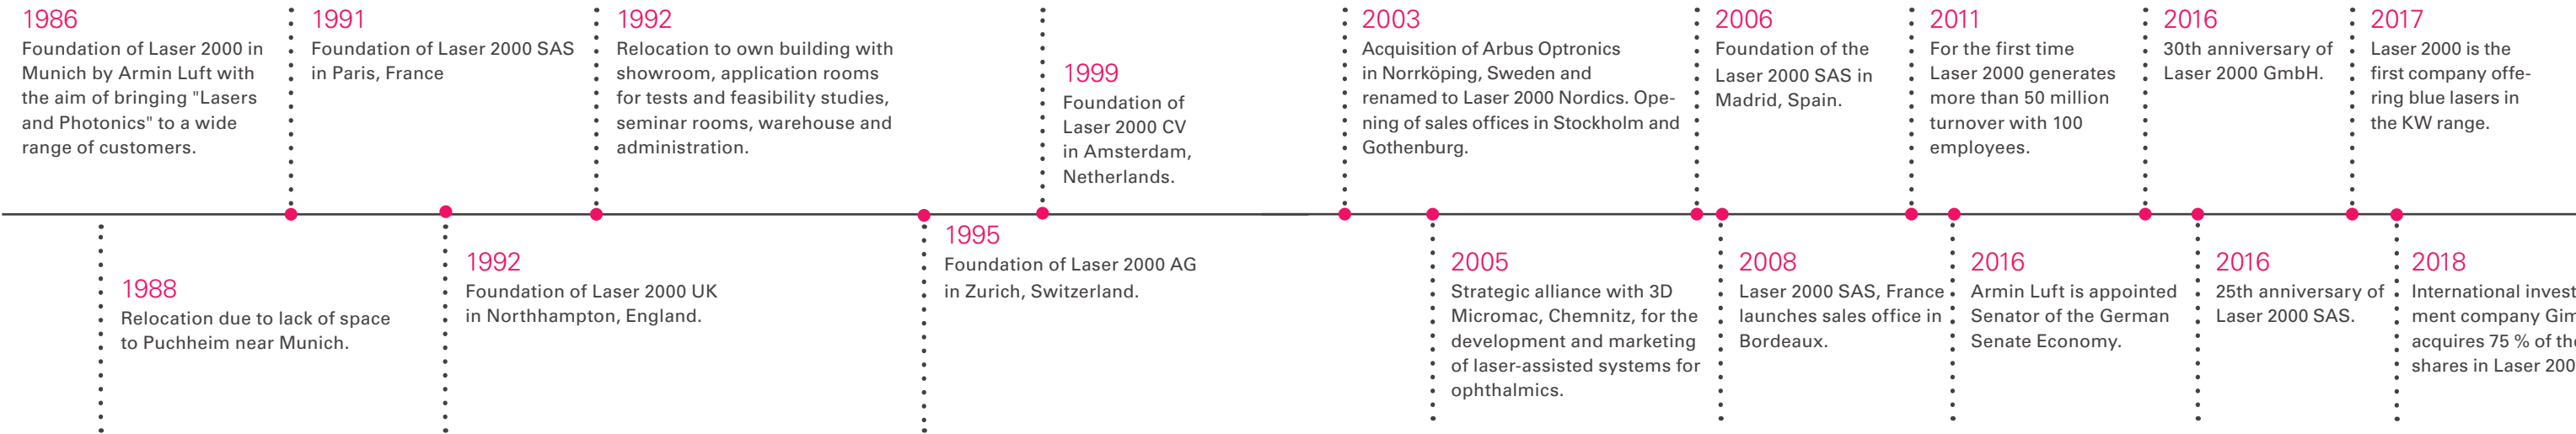 1986
Foundation of Laser 2000 in
Munich by Armin Luft with
the aim of bringing "Lasers
and Photonics" to a wide
range of customers.
1988
Relocation due to lack of space
to Puchheim near Munich.
1991
Foundation of Laser 2000 SAS
in Paris, France
1992
Foundation of Laser 2000 UK
in Northhampton, England.
1992
Relocation to own building with
showroom, application rooms
for tests and feasibility studies,
seminar rooms, warehouse and
administration.
1995
Foundation of Laser 2000 AG
in Zurich, Switzerland.
1999
Foundation of
Laser 2000 CV
in Amsterdam,
Netherlands.
2003
Acquisition of Arbus Optronics
in Norrköping, Sweden and
renamed to Laser 2000 Nordics. Ope-
ning of sales offices in Stockholm and
Gothenburg.
2005
Strategic alliance with 3D
Micromac, Chemnitz, for the
development and marketing
of laser-assisted systems for
ophthalmics.
2006
Foundation of the
Laser 2000 SAS in
Madrid, Spain.
2008
Laser 2000 SAS, France
launches sales office in
Bordeaux.
2011
For the first time
Laser 2000 generates
more than 50 million
turnover with 100
employees.
2016
Armin Luft is appointed
Senator of the German
Senate Economy.
2016
30th anniversary of
Laser 2000 GmbH.
2016
25th anniversary of
Laser 2000 SAS.
2017
Laser 2000 is the
first company offe-
ring blue lasers in
the KW range.
2018
International invest
ment company
acquires 75 % of
shares in Laser